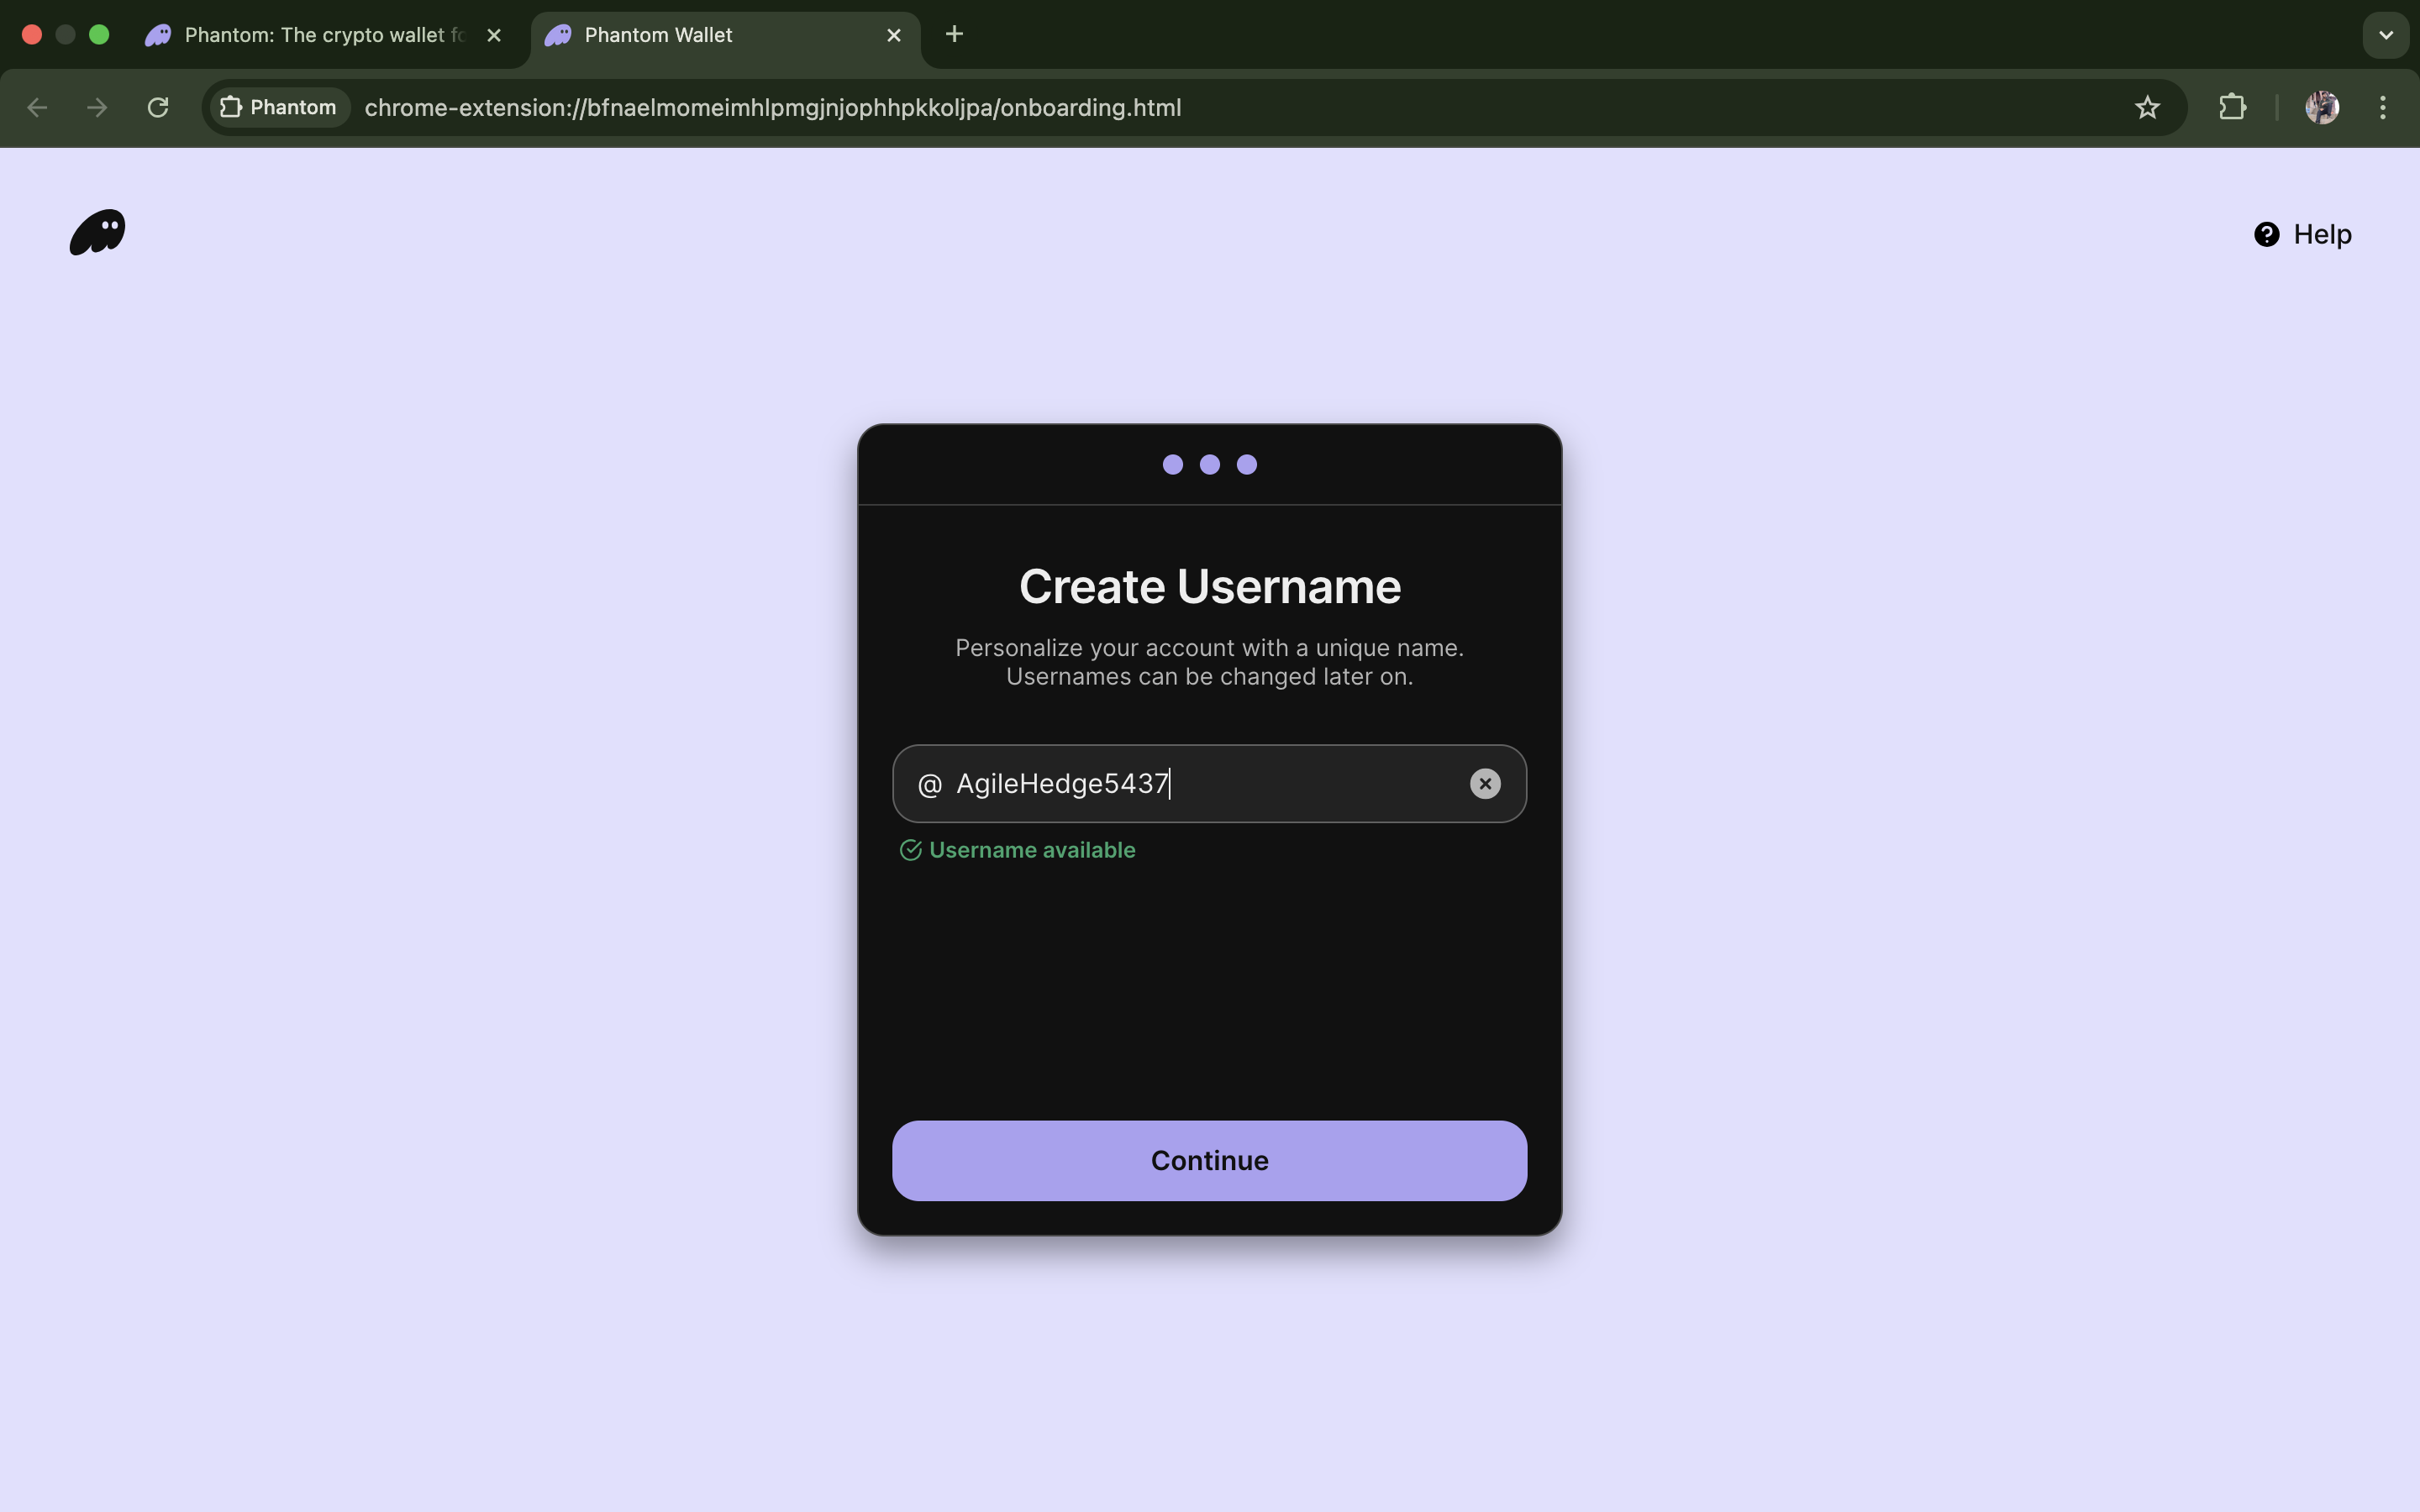 Phantom: The crypto wallet fo
Phantom Wallet
Phantom
chrome-extension://bfnaelmomeimhlpmgjnjophhpkkoljpa/onboarding.html
Help
Create Username
Personalize your account with a unique name.
Usernames can be changed later on.
@ AgileHedge5437
Username available
Continue